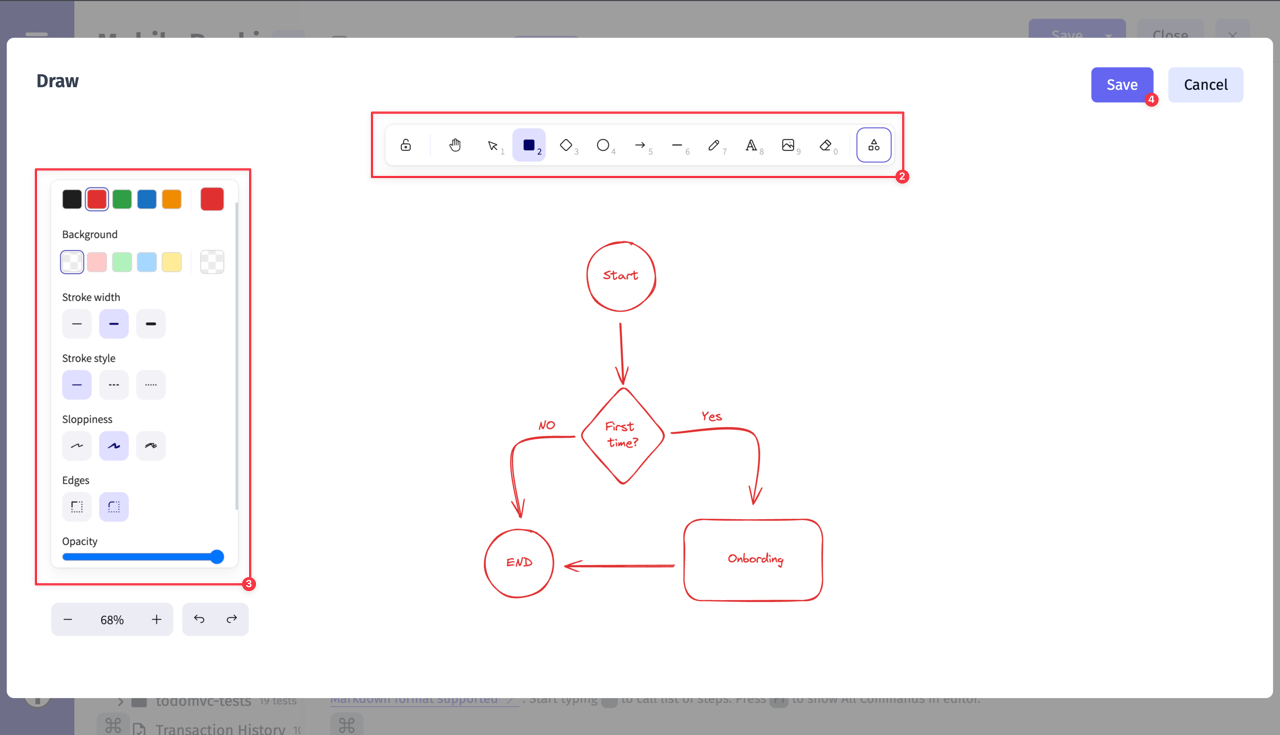 Save
Close
Draw
Save
4
Cancel
1
2
3
4
5
6
7
8
9
0
2
Background
Stroke width
Stroke style
Sloppiness
Edges
Opacity
3
68%
Start
First
time?
NO
Yes
END
Onbording
todomvc-tests 19 tests
Markdown format supported . Start typing to call list of steps. Press to show All Commands in editor.
⌘ Transaction History
⌘